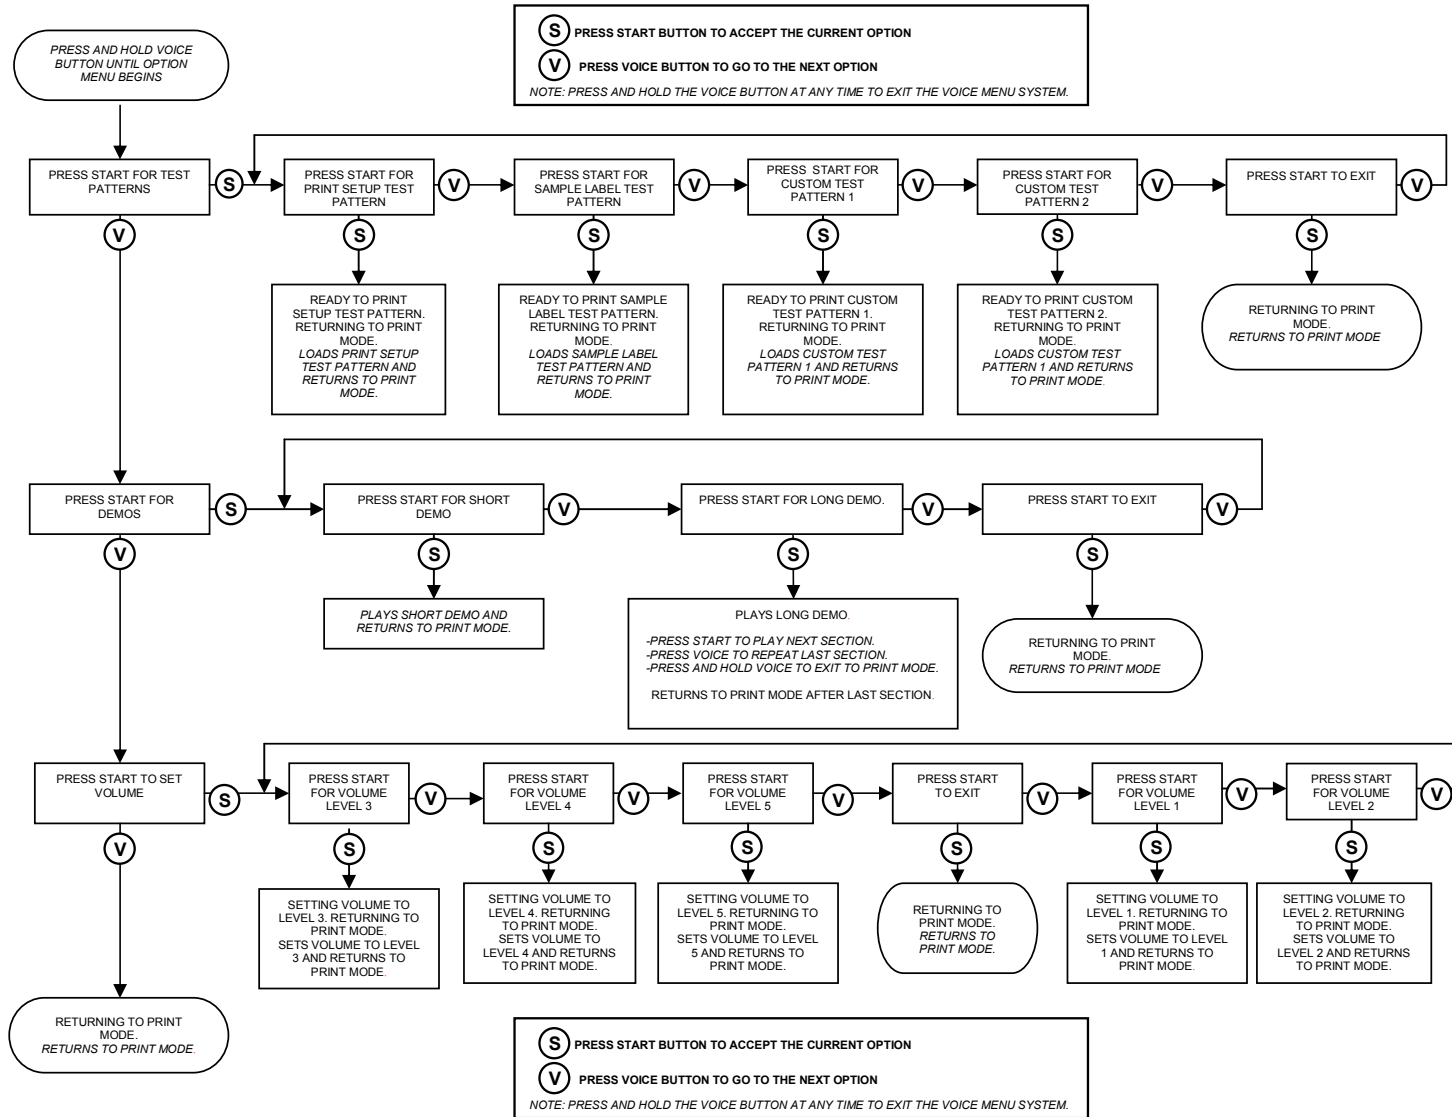 PRESS AND HOLD VOICE
BUTTON UNTIL OPTION
MENU BEGINS
S PRESS START BUTTON TO ACCEPT THE CURRENT OPTION
V PRESS VOICE BUTTON TO GO TO THE NEXT OPTION
NOTE: PRESS AND HOLD THE VOICE BUTTON AT ANY TIME TO EXIT THE VOICE MENU SYSTEM.
PRESS START FOR TEST
PATTERNS
S
PRESS START FOR
PRINT SETUP TEST
PATTERN
V
PRESS START FOR
SAMPLE LABEL TEST
PATTERN
V
PRESS START FOR
CUSTOM TEST
PATTERN 1
V
PRESS START FOR
CUSTOM TEST
PATTERN 2
V
PRESS START TO EXIT
V
V
S
S
S
S
S
READY TO PRINT
SETUP TEST PATTERN.
RETURNING TO PRINT
MODE.
LOADS PRINT SETUP
TEST PATTERN AND
RETURNS TO PRINT
MODE.
READY TO PRINT SAMPLE
LABEL TEST PATTERN.
RETURNING TO PRINT
MODE.
LOADS SAMPLE LABEL
TEST PATTERN AND
RETURNS TO PRINT
MODE.
READY TO PRINT CUSTOM
TEST PATTERN 1.
RETURNING TO PRINT
MODE.
LOADS CUSTOM TEST
PATTERN 1 AND RETURNS
TO PRINT MODE.
READY TO PRINT CUSTOM
TEST PATTERN 2.
RETURNING TO PRINT
MODE.
LOADS CUSTOM TEST
PATTERN 1 AND RETURNS
TO PRINT MODE.
RETURNING TO PRINT
MODE.
RETURNS TO PRINT MODE
PRESS START FOR
DEMOS
S
PRESS START FOR SHORT
DEMO
V
PRESS START FOR LONG DEMO.
V
PRESS START TO EXIT
V
V
S
S
S
PLAYS SHORT DEMO AND
RETURNS TO PRINT MODE.
PLAYS LONG DEMO.
-PRESS START TO PLAY NEXT SECTION.
-PRESS VOICE TO REPEAT LAST SECTION.
-PRESS AND HOLD VOICE TO EXIT TO PRINT MODE.
RETURNS TO PRINT MODE AFTER LAST SECTION.
RETURNING TO PRINT
MODE.
RETURNS TO PRINT MODE
PRESS START TO SET
VOLUME
S
PRESS START
FOR VOLUME
LEVEL 3
V
PRESS START
FOR VOLUME
LEVEL 4
V
PRESS START
FOR VOLUME
LEVEL 5
V
PRESS START
TO EXIT
V
PRESS START
FOR VOLUME
LEVEL 1
V
PRESS START
FOR VOLUME
LEVEL 2
V
V
S
S
S
S
S
S
SETTING VOLUME TO
LEVEL 3. RETURNING TO
PRINT MODE.
SETS VOLUME TO LEVEL
3 AND RETURNS TO
PRINT MODE.
SETTING VOLUME TO
LEVEL 4. RETURNING
TO PRINT MODE.
SETS VOLUME TO
LEVEL 4 AND RETURNS
TO PRINT MODE.
SETTING VOLUME TO
LEVEL 5. RETURNING TO
PRINT MODE.
SETS VOLUME TO LEVEL
5 AND RETURNS TO
PRINT MODE.
RETURNING TO
PRINT MODE.
RETURNS TO
PRINT MODE.
SETTING VOLUME TO
LEVEL 1. RETURNING TO
PRINT MODE.
SETS VOLUME TO LEVEL
1 AND RETURNS TO
PRINT MODE.
SETTING VOLUME TO
LEVEL 2. RETURNING
TO PRINT MODE.
SETS VOLUME TO
LEVEL 2 AND RETURNS
TO PRINT MODE.
RETURNING TO PRINT
MODE.
RETURNS TO PRINT MODE.
S PRESS START BUTTON TO ACCEPT THE CURRENT OPTION
V PRESS VOICE BUTTON TO GO TO THE NEXT OPTION
NOTE: PRESS AND HOLD THE VOICE BUTTON AT ANY TIME TO EXIT THE VOICE MENU SYSTEM.